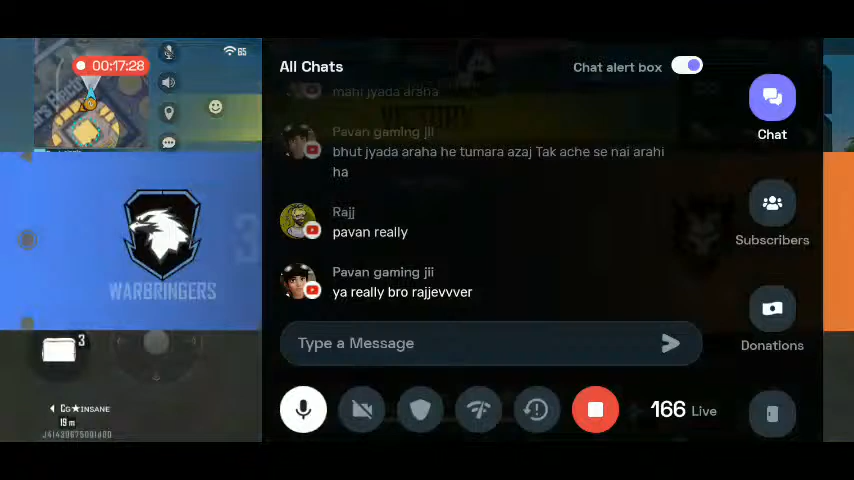 00:17:28
65
All Chats
Chat alert box
mahi jyada araha
VICTORY
Pavan gaming jii
bhut jyada araha he tumara azaj Tak ache se nai arahi
ha
Chat
Rajj
pavan really
Subscribers
Pavan gaming jii
ya really bro rajjevvver
WARBRINGERS
Type a Message
Donations
3
CG★INSANE
19 m
166 Live